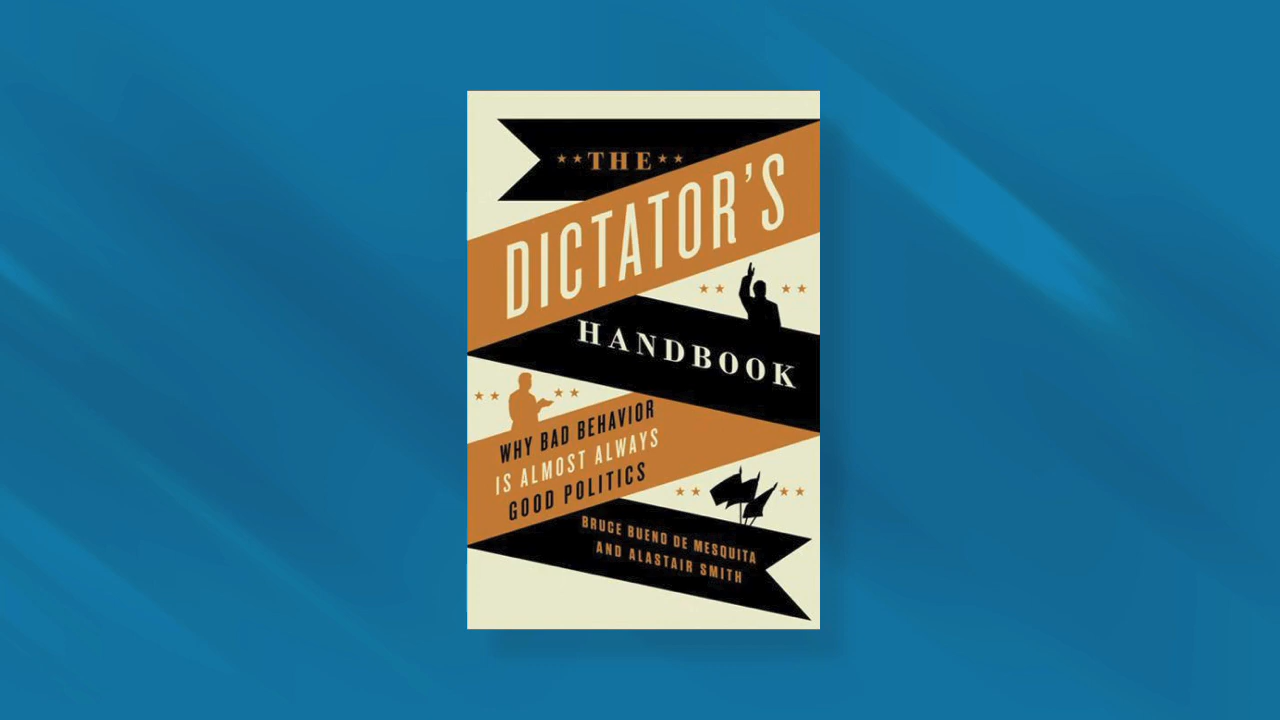 THE
DICTATOR'S
HANDBOOK
WHY BAD BEHAVIOR
IS ALMOST ALWAYS
GOOD POLITICS
BRUCE BUENO DE MESQUITA
AND ALASTAIR SMITH